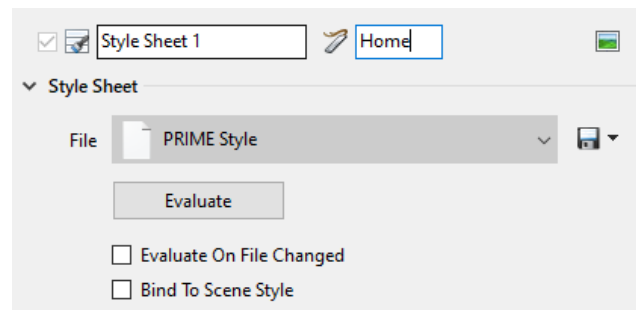 Style Sheet 1 Home
Style Sheet
File PRIME Style
Evaluate
Evaluate On File Changed
Bind To Scene Style